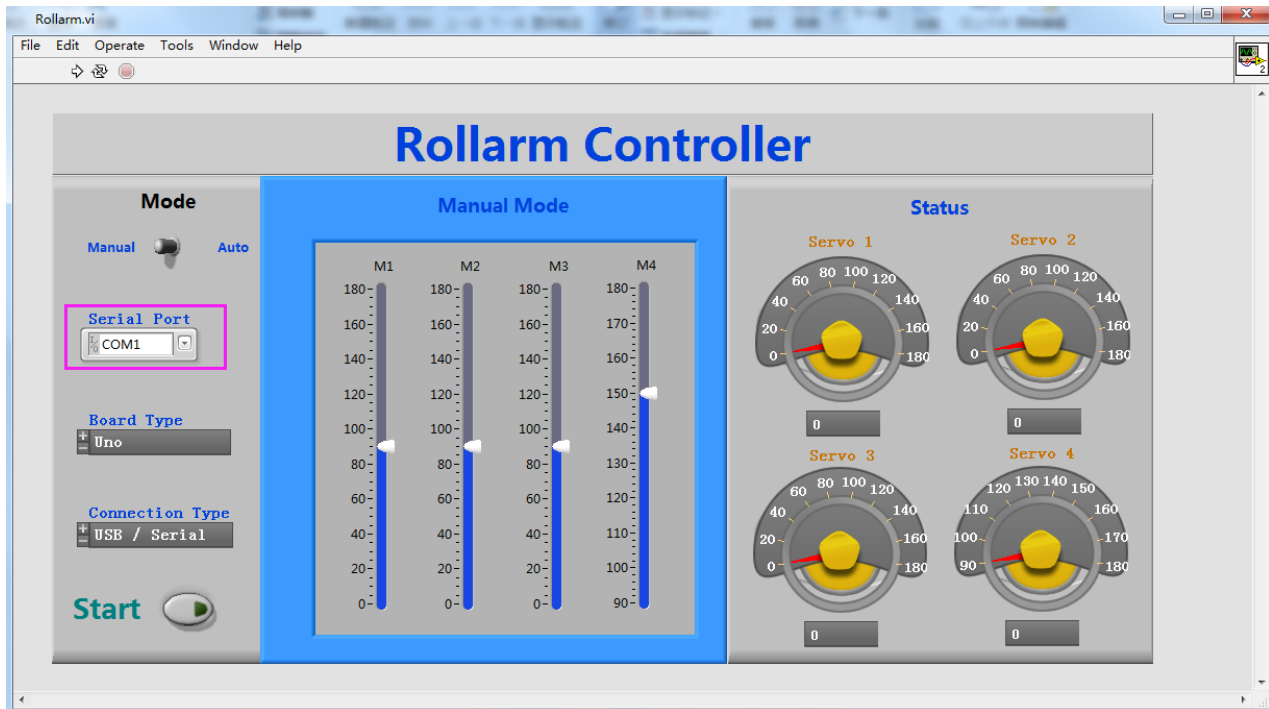 Rollarm.vi
File Edit Operate Tools Window Help
2
Rollarm Controller
Mode
Manual Auto
Serial Port
I/O COM1
Board Type
Uno
Connection Type
USB / Serial
Start
Manual Mode
M1 M2 M3 M4
180 180 180 180
160 160 160 170
140 140 140 160
120 120 120 150
100 100 100 140
80 80 80 130
60 60 60 120
40 40 40 110
20 20 20 100
0 0 0 90
Status
Servo 1
0 20 40 60 80 100 120 140 160 180
0
Servo 2
0 20 40 60 80 100 120 140 160 180
0
Servo 3
0 20 40 60 80 100 120 140 160 180
0
Servo 4
90 100 110 120 130 140 150 160 170 180
0